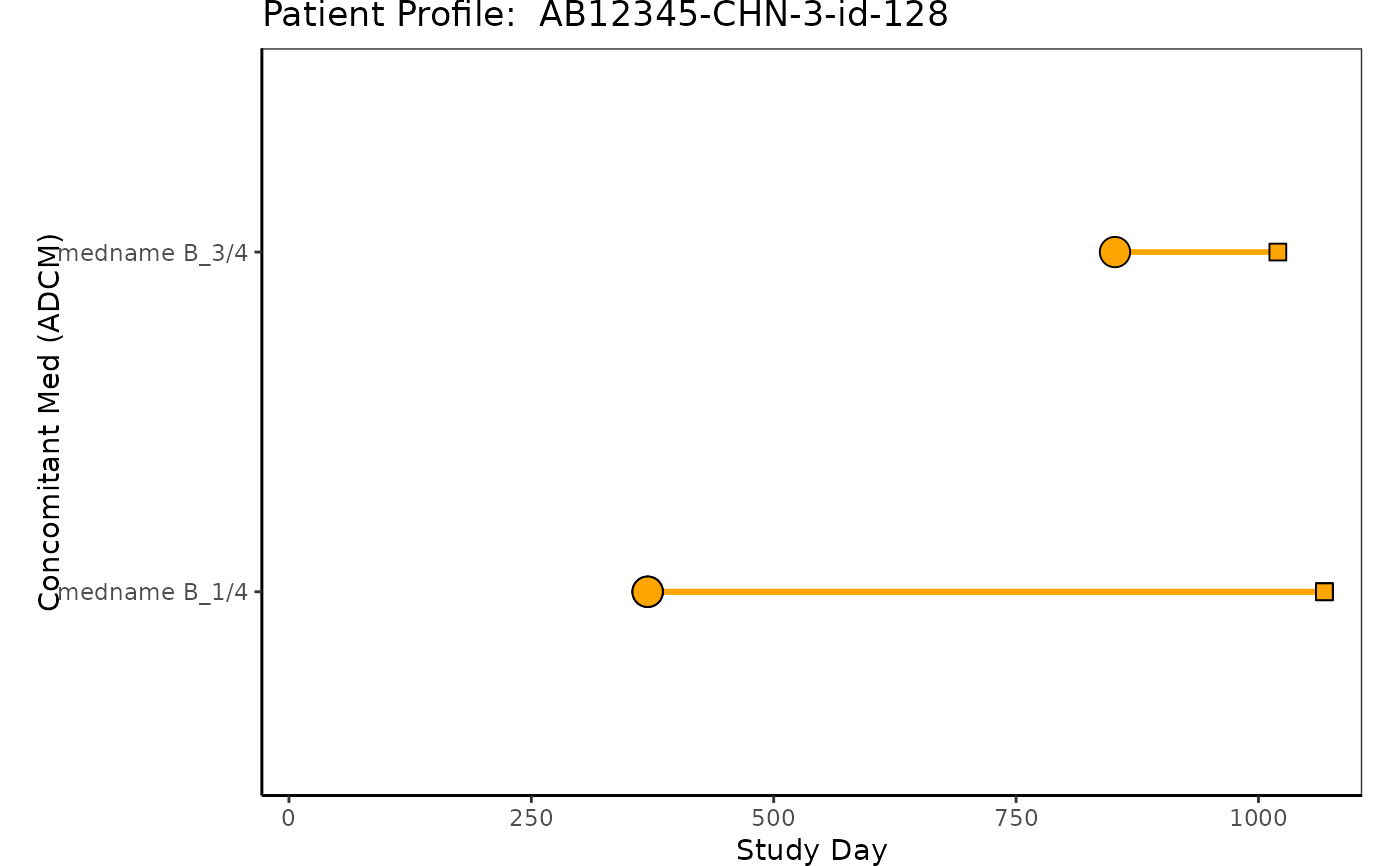 Patient Profile:  AB12345-CHN-3-id-128
Concomitant Med (ADCM)
medname B_3/4
medname B_1/4
0 250 500 750 1000
Study Day